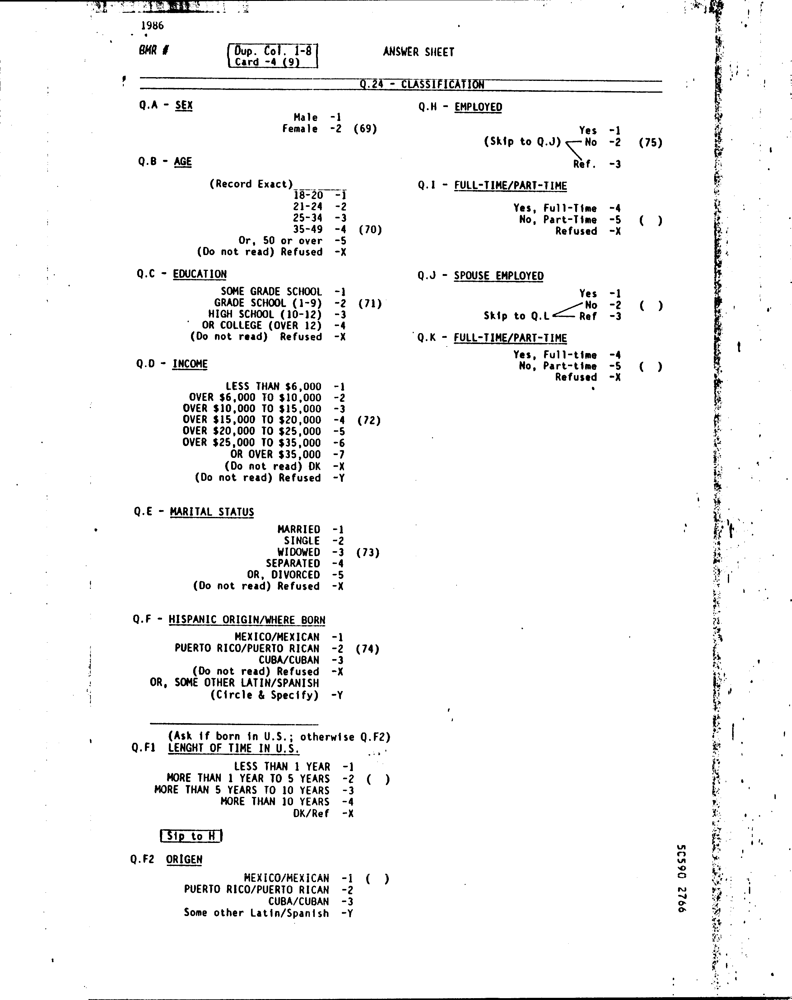 1986
BMR #
Dup. Col. 1-8
Card -4 (9)
ANSWER SHEET
Q.24 - CLASSIFICATION
Q.A - SEX
Male -1
Female -2 (69)
Q.B - AGE
(Record Exact)
18-20 -1
21-24 -2
25-34 -3
35-49 -4 (70)
Or, 50 or over -5
(Do not read) Refused -X
Q.C - EDUCATION
SOME GRADE SCHOOL -1
GRADE SCHOOL (1-9) -2 (71)
HIGH SCHOOL (10-12) -3
OR COLLEGE (OVER 12) -4
(Do not read) Refused -X
Q.D - INCOME
LESS THAN $6,000 -1
OVER $6,000 TO $10,000 -2
OVER $10,000 TO $15,000 -3
OVER $15,000 TO $20,000 -4 (72)
OVER $20,000 TO $25,000 -5
OVER $25,000 TO $35,000 -6
OR OVER $35,000 -7
(Do not read) DK -X
(Do not read) Refused -Y
Q.E - MARITAL STATUS
MARRIED -1
SINGLE -2
WIDOWED -3 (73)
SEPARATED -4
OR, DIVORCED -5
(Do not read) Refused -X
Q.F - HISPANIC ORIGIN/WHERE BORN
MEXICO/MEXICAN -1
PUERTO RICO/PUERTO RICAN -2 (74)
CUBA/CUBAN -3
(Do not read) Refused -X
OR, SOME OTHER LATIN/SPANISH
(Circle & Specify) -Y
(Ask if born in U.S.; otherwise Q.F2)
Q.F1 LENGHT OF TIME IN U.S.
LESS THAN 1 YEAR -1
MORE THAN 1 YEAR TO 5 YEARS -2 ( )
MORE THAN 5 YEARS TO 10 YEARS -3
MORE THAN 10 YEARS -4
DK/Ref -X
Sip to H
Q.F2 ORIGEN
MEXICO/MEXICAN -1 ( )
PUERTO RICO/PUERTO RICAN -2
CUBA/CUBAN -3
Some other Latin/Spanish -Y
Q.H - EMPLOYED
Yes -1
(Skip to Q.J) No -2 (75)
Ref. -3
Q.I - FULL-TIME/PART-TIME
Yes, Full-Time -4
No, Part-Time -5 ( )
Refused -X
Q.J - SPOUSE EMPLOYED
Yes -1
No -2 ( )
Skip to Q.L Ref -3
Q.K - FULL-TIME/PART-TIME
Yes, Full-time -4
No, Part-time -5 ( )
Refused -X
50590 2766